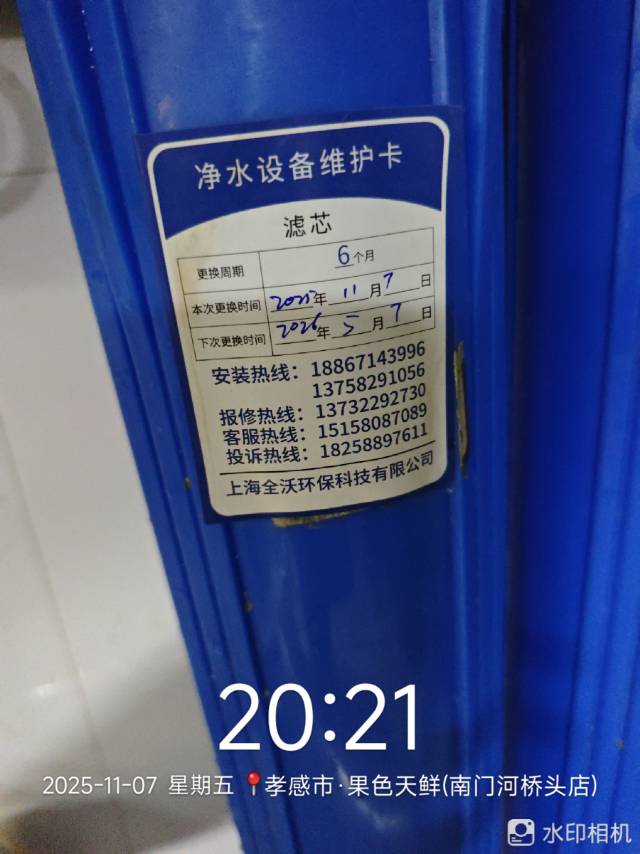 净水设备维护卡
滤芯
更换周期 6个月
本次更换时间 2025年11月7日
下次更换时间 2026年5月7日
安装热线：18867143996
13758291056
报修热线：13732292730
客服热线：15158087089
投诉热线：18258897611
上海全沃环保科技有限公司
20:21
2025-11-07 星期五 📍孝感市·果色天鲜(南门河桥头店)
水印相机